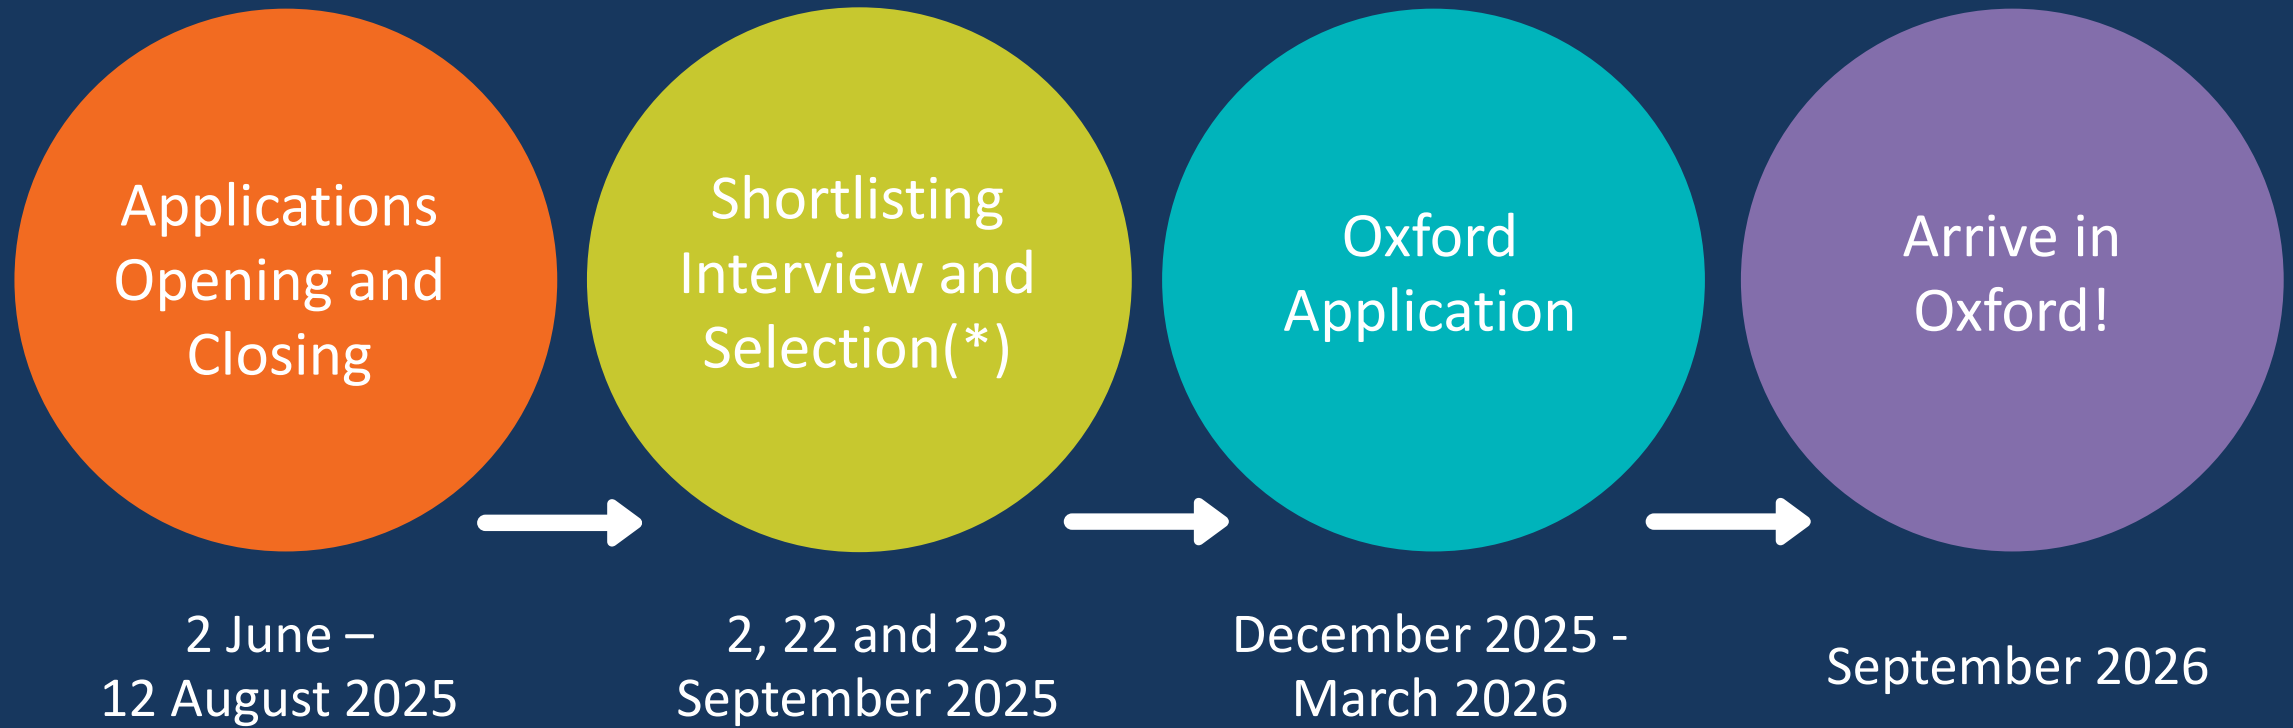 Applications
Opening and
Closing
2 June –
12 August 2025
Shortlisting
Interview and
Selection(*)
2, 22 and 23
September 2025
Oxford
Application
December 2025 -
March 2026
Arrive in
Oxford!
September 2026